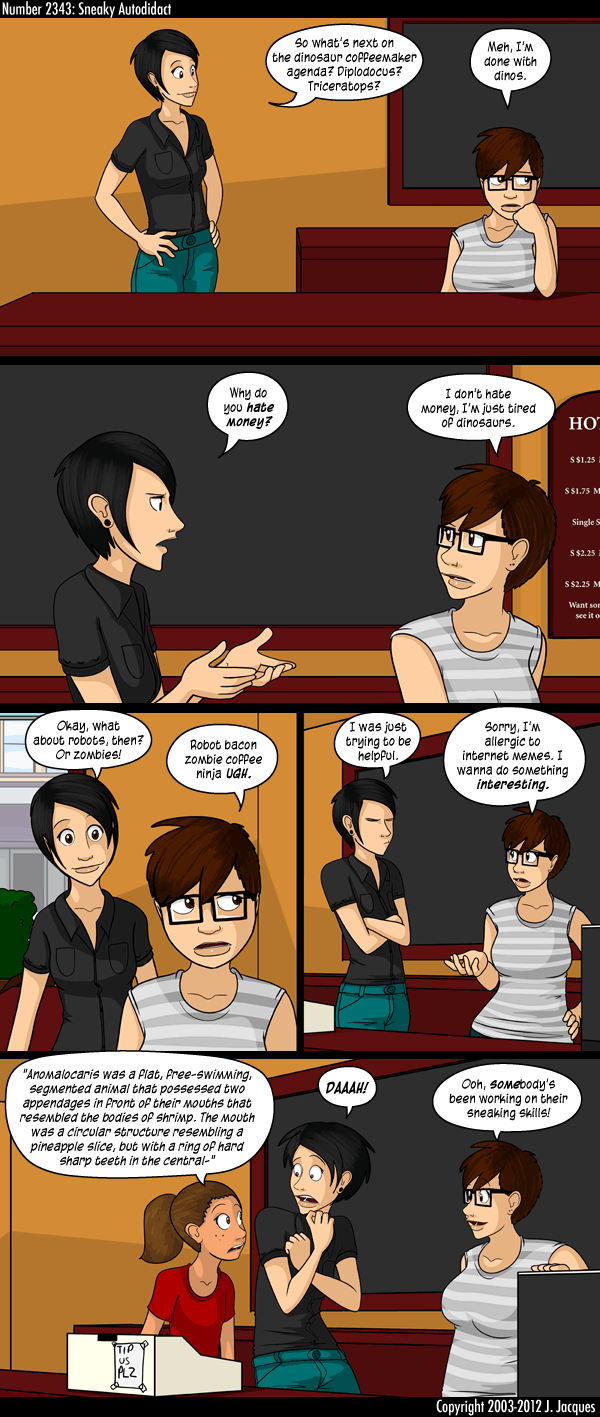 Number 2343: Sneaky Autodidact
So what's next on
the dinosaur coffeemaker
agenda? Diplodocus?
Triceratops?
Meh, I'm
done with
dinos.
Why do
you hate
money?
I don't hate
money, I'm just tired
of dinosaurs.
HO
S $1.25
S $1.75 M
Single S
S $2.25
S $2.25 M
Want so
see it o
Okay, what
about robots, then?
Or zombies!
Robot bacon
zombie coffee
ninja UGH.
I was just
trying to be
helpful.
Sorry, I'm
allergic to
internet memes. I
wanna do something
interesting.
"Anomalocaris was a flat, free-swimming,
segmented animal that possessed two
appendages in front of their mouths that
resembled the bodies of shrimp. The mouth
was a circular structure resembling a
pineapple slice, but with a ring of hard
sharp teeth in the central-"
DAAAH!
Ooh, somebody's
been working on their
sneaking skills!
TIP
US
PLZ
Copyright 2003-2012 J. Jacques